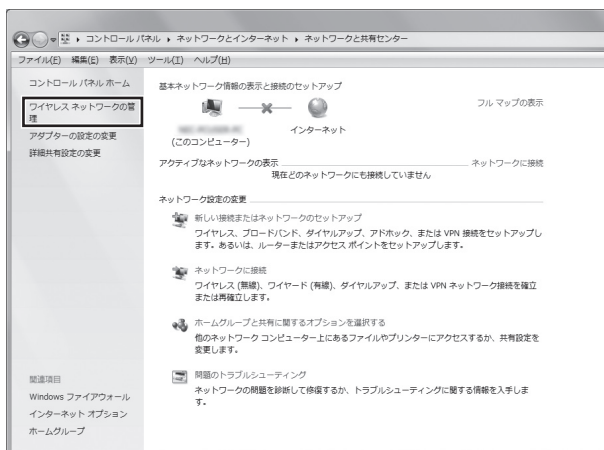 コントロール パネル ▸ ネットワークとインターネット ▸ ネットワークと共有センター
ファイル(F) 編集(E) 表示(V) ツール(T) ヘルプ(H)
コントロール パネル ホーム
ワイヤレス ネットワークの管
理
アダプターの設定の変更
詳細共有設定の変更
基本ネットワーク情報の表示と接続のセットアップ
フル マップの表示
(このコンピューター)
インターネット
アクティブなネットワークの表示
ネットワークに接続
現在どのネットワークにも接続していません
ネットワーク設定の変更
新しい接続またはネットワークのセットアップ
ワイヤレス、ブロードバンド、ダイヤルアップ、アドホック、または VPN 接続をセットアップし
ます。あるいは、ルーターまたはアクセス ポイントをセットアップします。
ネットワークに接続
ワイヤレス (無線)、ワイヤード (有線)、ダイヤルアップ、または VPN ネットワーク接続を確立
または再確立します。
ホームグループと共有に関するオプションを選択する
他のネットワーク コンピューター上にあるファイルやプリンターにアクセスするか、共有設定を
変更します。
問題のトラブルシューティング
ネットワークの問題を診断して修復するか、トラブルシューティングに関する情報を入手しま
す。
関連項目
Windows ファイアウォール
インターネット オプション
ホームグループ